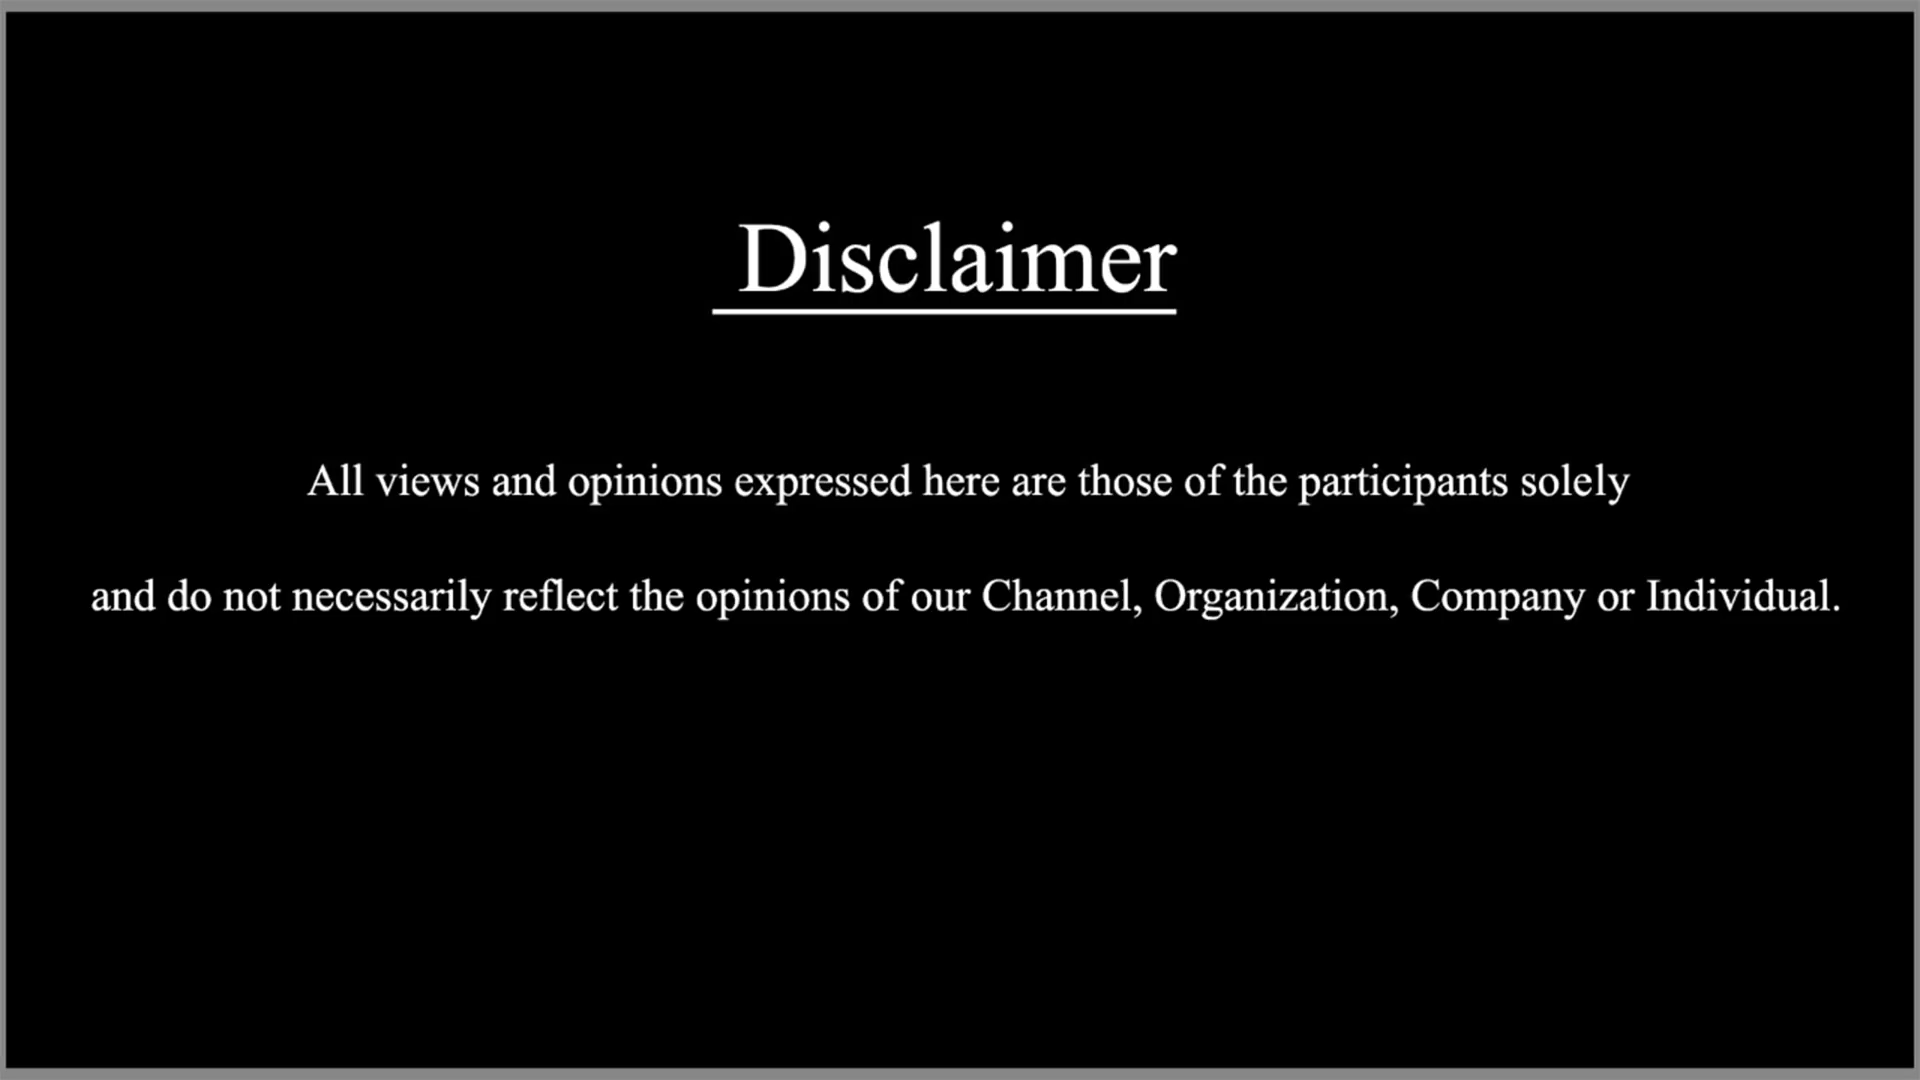 Disclaimer
All views and opinions expressed here are those of the participants solely
and do not necessarily reflect the opinions of our Channel, Organization, Company or Individual.